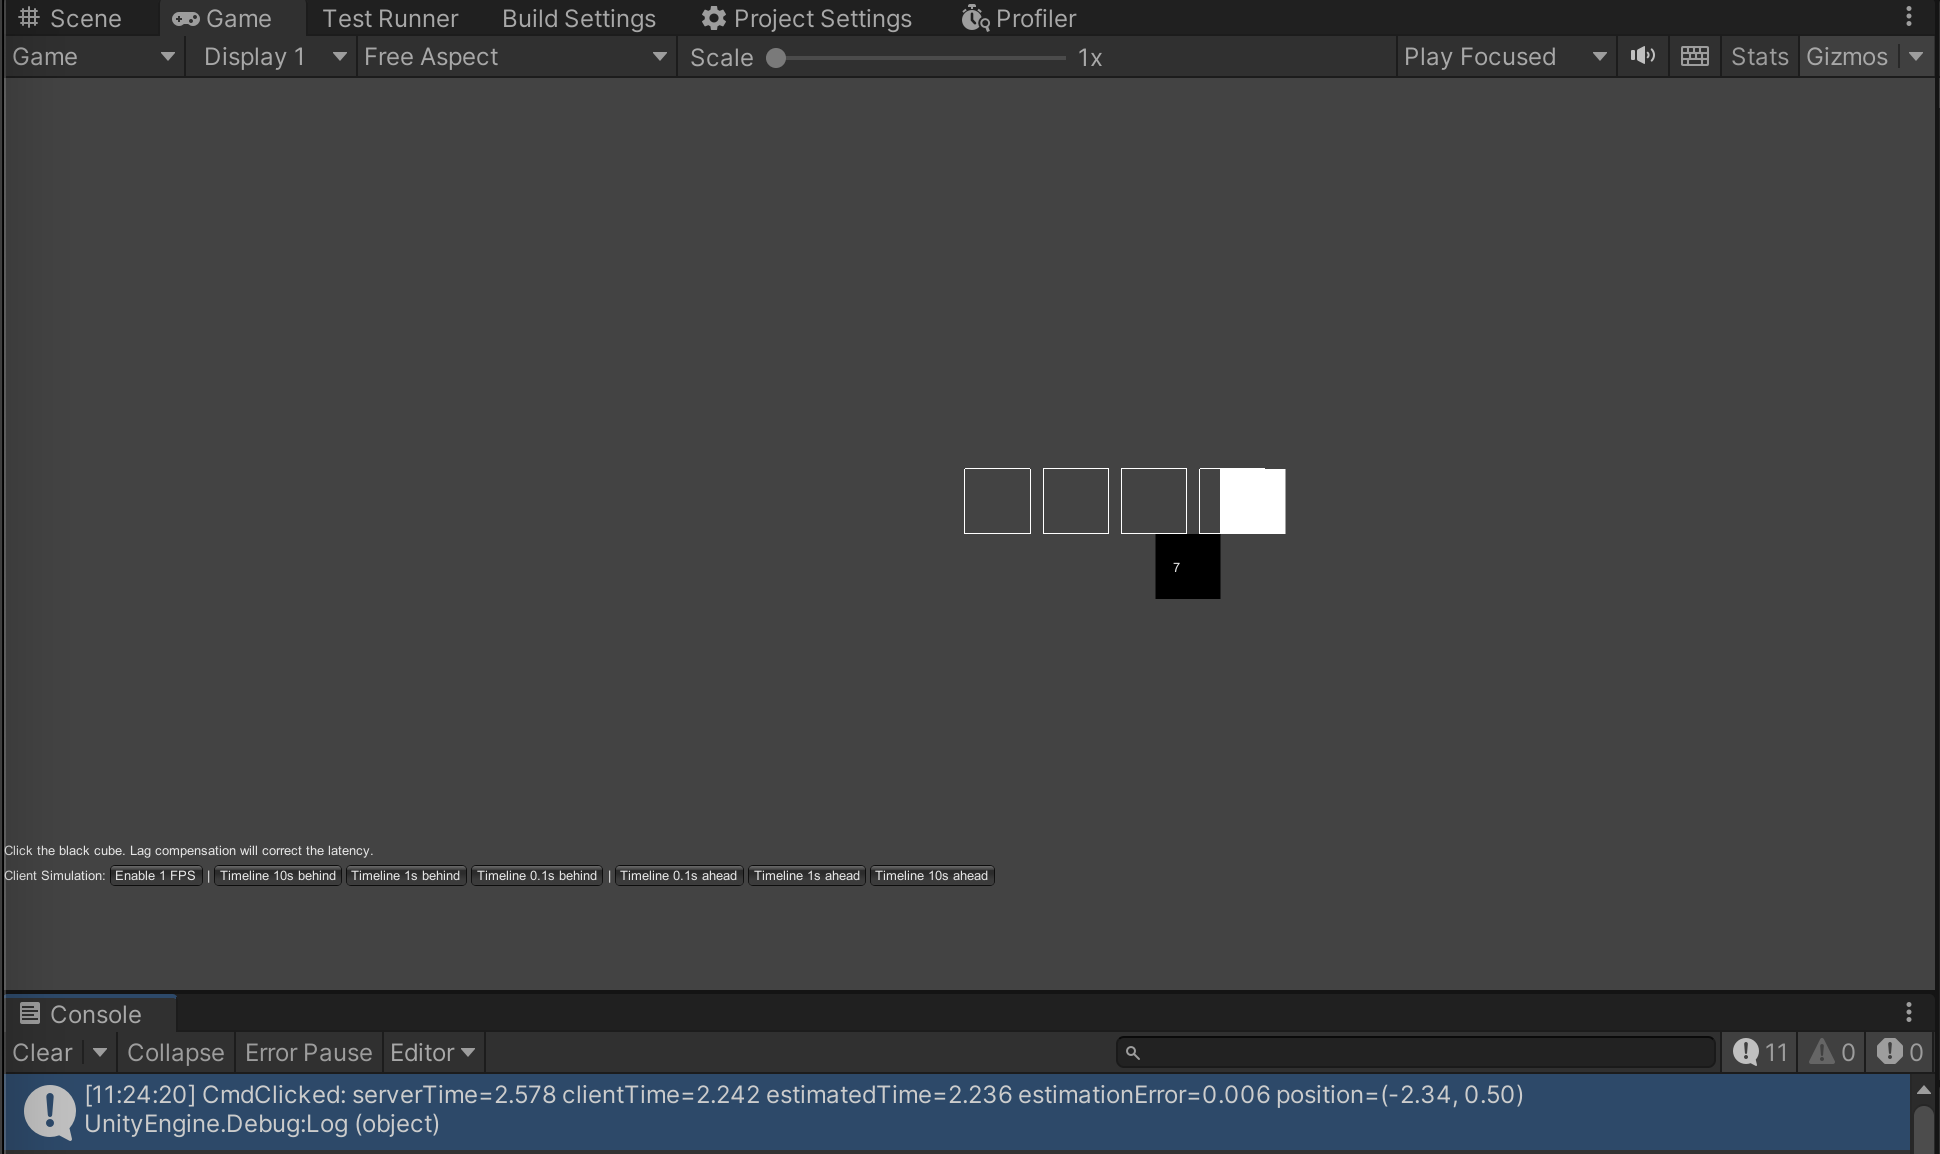 Scene Game Test Runner Build Settings Project Settings Profiler
Game Display 1 Free Aspect Scale 1x Play Focused Stats Gizmos
7
Click the black cube. Lag compensation will correct the latency.
Client Simulation: Enable 1 FPS | Timeline 10s behind Timeline 1s behind Timeline 0.1s behind | Timeline 0.1s ahead Timeline 1s ahead Timeline 10s ahead
Console
Clear Collapse Error Pause Editor 11 0 0
[11:24:20] CmdClicked: serverTime=2.578 clientTime=2.242 estimatedTime=2.236 estimationError=0.006 position=(-2.34, 0.50)
UnityEngine.Debug:Log (object)